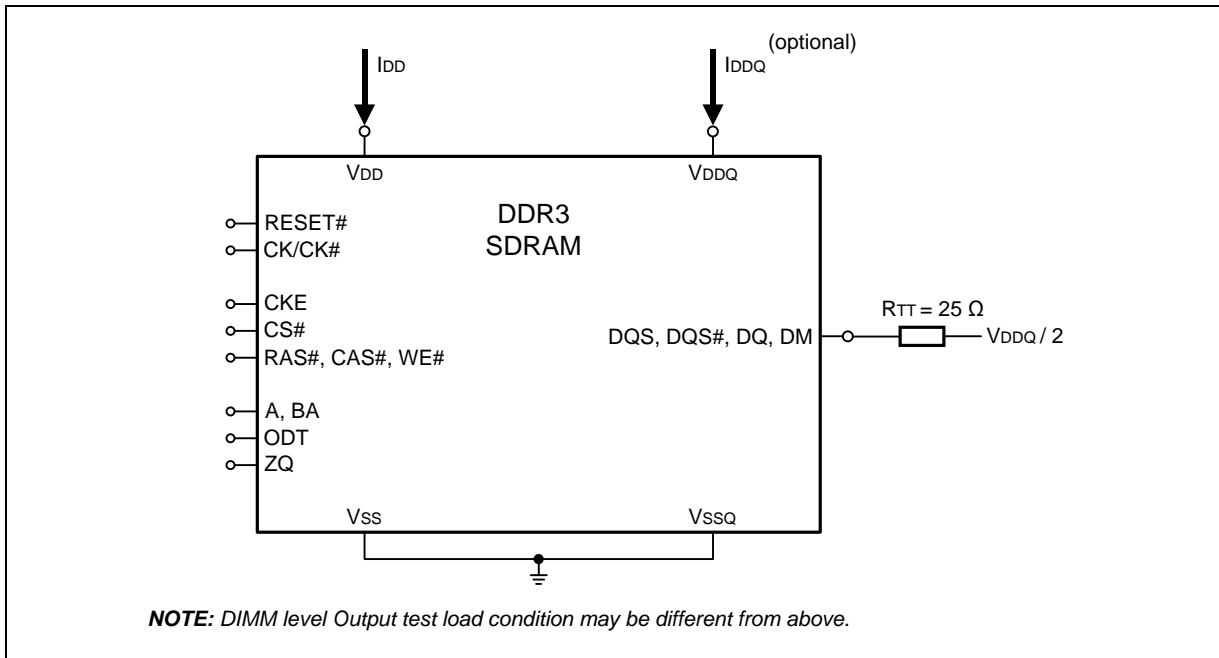 (optional)
IDD
IDDQ
VDD
VDDQ
DDR3
SDRAM
RESET#
CK/CK#
CKE
CS#
RAS#, CAS#, WE#
A, BA
ODT
ZQ
DQS, DQS#, DQ, DM
RTT = 25 Ω
VDDQ / 2
VSS
VSSQ
NOTE: DIMM level Output test load condition may be different from above.